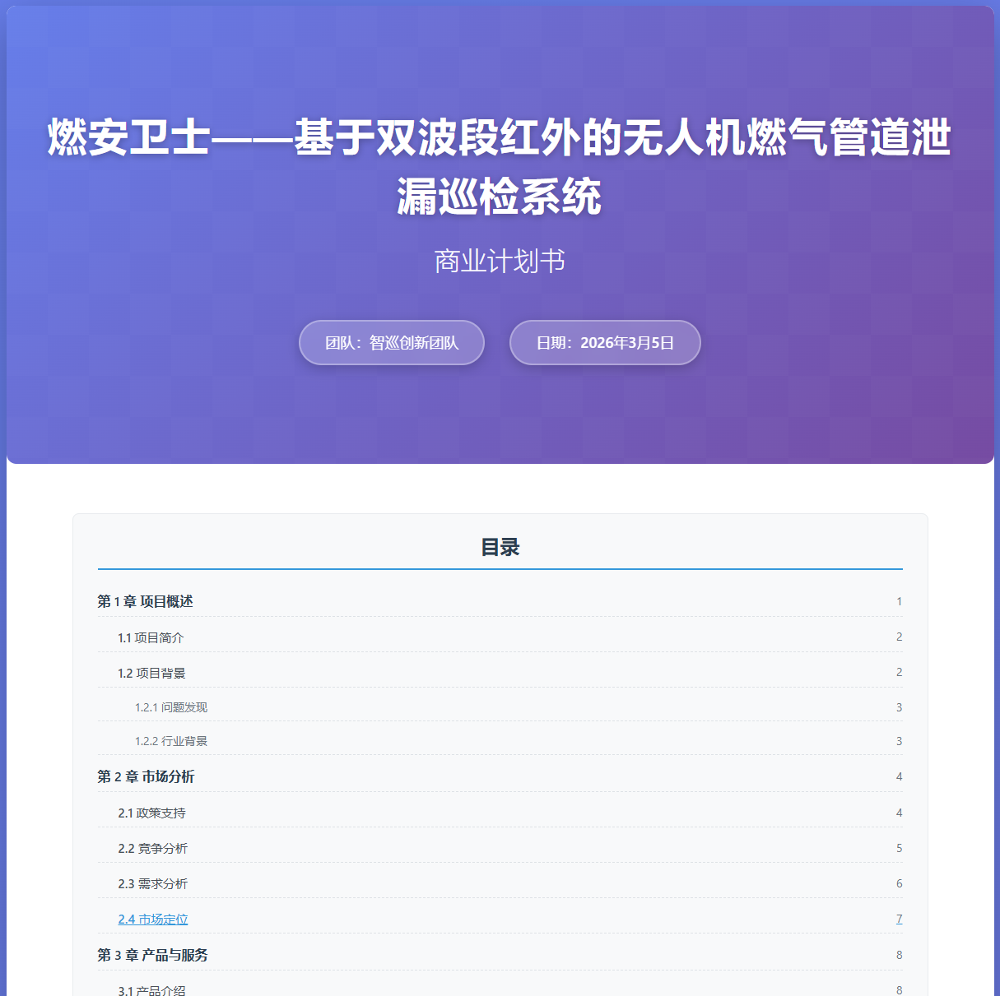 燃安卫士——基于双波段红外的无人机燃气管道泄
漏巡检系统
商业计划书
团队：智巡创新团队
日期：2026年3月5日
目录
第 1 章 项目概述 1
1.1 项目简介 2
1.2 项目背景 2
1.2.1 问题发现 3
1.2.2 行业背景 3
第 2 章 市场分析 4
2.1 政策支持 4
2.2 竞争分析 5
2.3 需求分析 6
2.4 市场定位 7
第 3 章 产品与服务 8
3.1 产品介绍 8